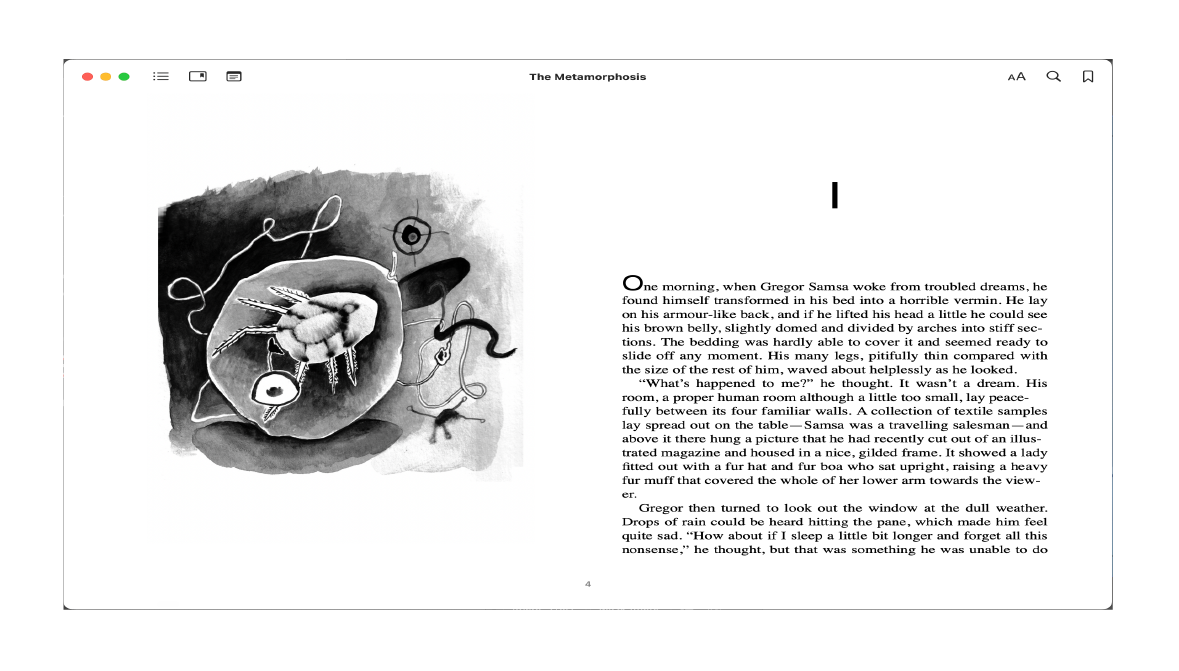 The Metamorphosis
AA
I
One morning, when Gregor Samsa woke from troubled dreams, he
found himself transformed in his bed into a horrible vermin. He lay
on his armour-like back, and if he lifted his head a little he could see
his brown belly, slightly domed and divided by arches into stiff sec-
tions. The bedding was hardly able to cover it and seemed ready to
slide off any moment. His many legs, pitifully thin compared with
the size of the rest of him, waved about helplessly as he looked.
“What’s happened to me?” he thought. It wasn’t a dream. His
room, a proper human room although a little too small, lay peace-
fully between its four familiar walls. A collection of textile samples
lay spread out on the table—Samsa was a travelling salesman—and
above it there hung a picture that he had recently cut out of an illus-
trated magazine and housed in a nice, gilded frame. It showed a lady
fitted out with a fur hat and fur boa who sat upright, raising a heavy
fur muff that covered the whole of her lower arm towards the view-
er.
Gregor then turned to look out the window at the dull weather.
Drops of rain could be heard hitting the pane, which made him feel
quite sad. “How about if I sleep a little bit longer and forget all this
nonsense,” he thought, but that was something he was unable to do
4